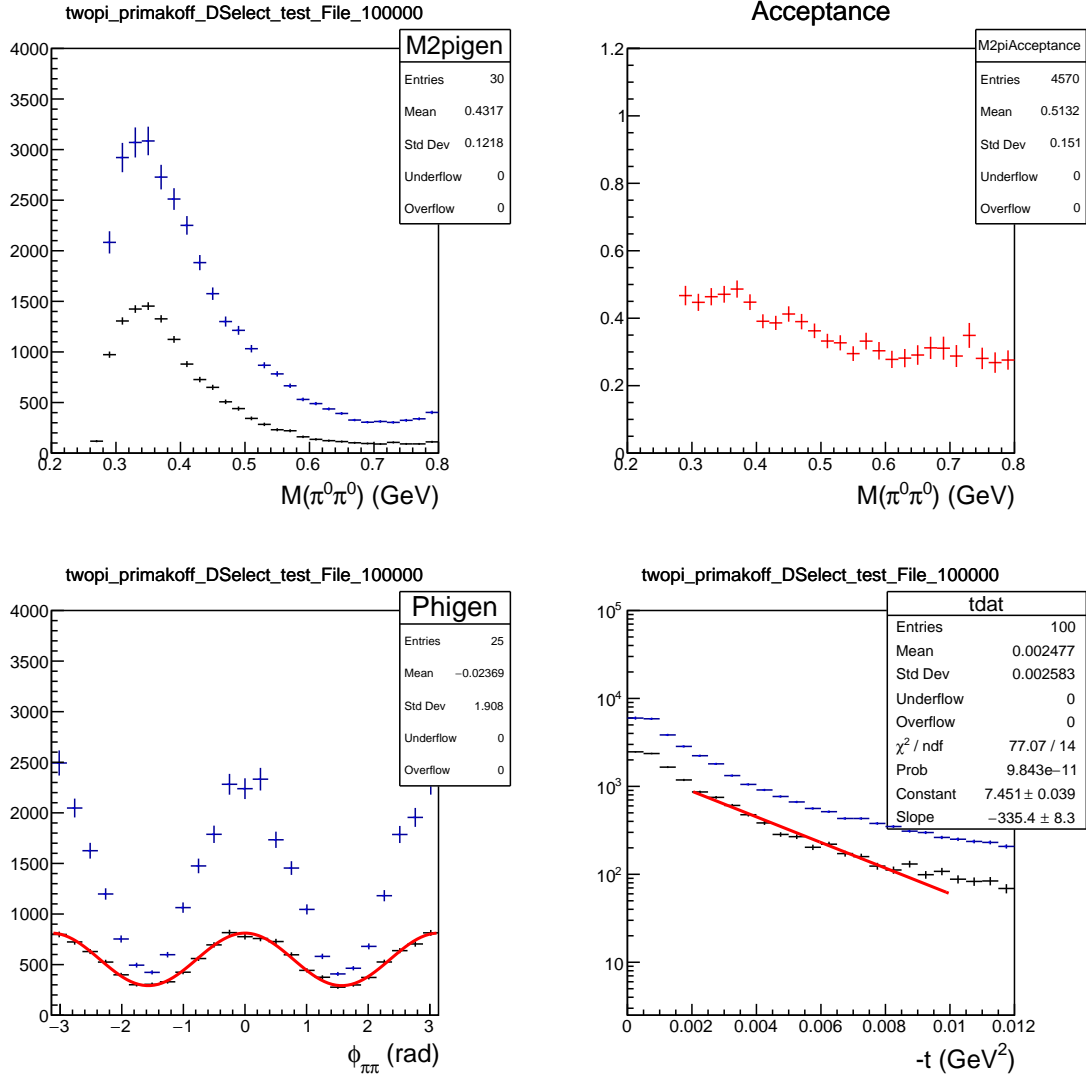 twopi_primakoff_DSelect_test_File_100000
M2pigen
Entries 30
Mean 0.4317
Std Dev 0.1218
Underflow 0
Overflow 0
4000
3500
3000
2500
2000
1500
1000
500
0
0.2 0.3 0.4 0.5 0.6 0.7 0.8
M(π⁰π⁰) (GeV)
Acceptance
M2piAcceptance
Entries 4570
Mean 0.5132
Std Dev 0.151
Underflow 0
Overflow 0
1.2
1
0.8
0.6
0.4
0.2
0
0.2 0.3 0.4 0.5 0.6 0.7 0.8
M(π⁰π⁰) (GeV)
twopi_primakoff_DSelect_test_File_100000
Phigen
Entries 25
Mean −0.02369
Std Dev 1.908
Underflow 0
Overflow 0
4000
3500
3000
2500
2000
1500
1000
500
0
−3 −2 −1 0 1 2 3
ϕππ (rad)
twopi_primakoff_DSelect_test_File_100000
tdat
Entries 100
Mean 0.002477
Std Dev 0.002583
Underflow 0
Overflow 0
χ² / ndf 77.07 / 14
Prob 9.843e−11
Constant 7.451 ± 0.039
Slope −335.4 ± 8.3
10⁵
10⁴
10³
10²
10
0 0.002 0.004 0.006 0.008 0.01 0.012
-t (GeV²)